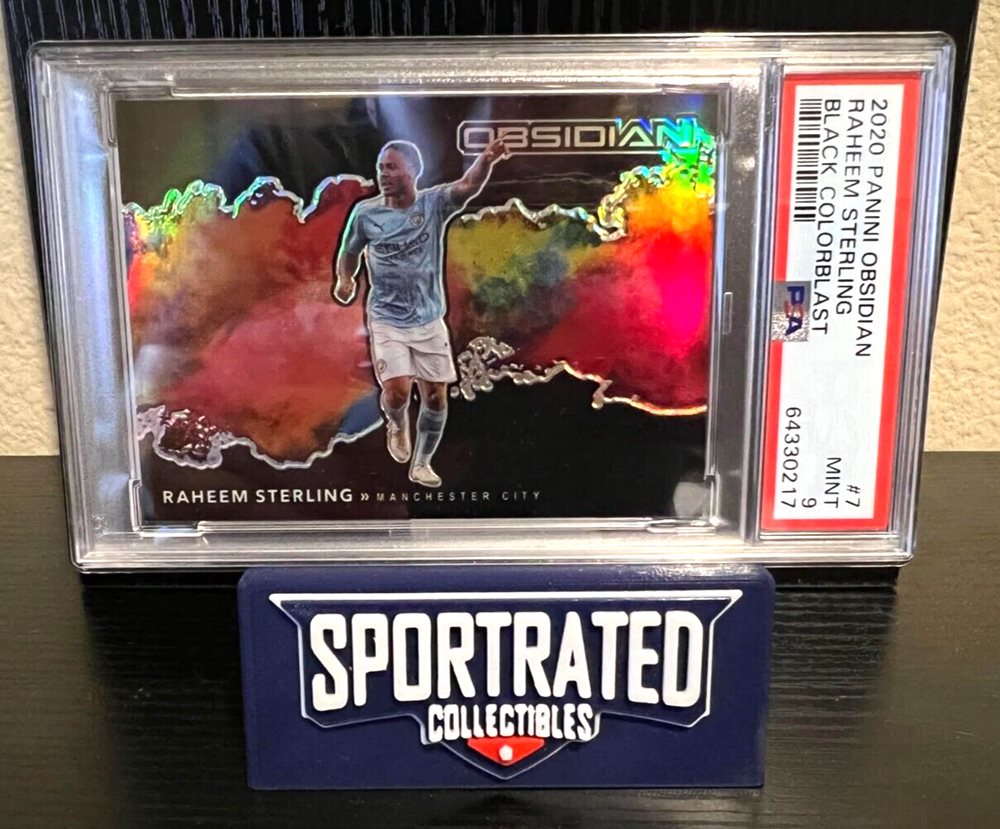 OBSIDIAN
ETIHAD
RAHEEM STERLING » MANCHESTER CITY
2020 PANINI OBSIDIAN #7
RAHEEM STERLING MINT
BLACK COLORBLAST 9
PSA 64330217
SPORTRATED
COLLECTIBLES